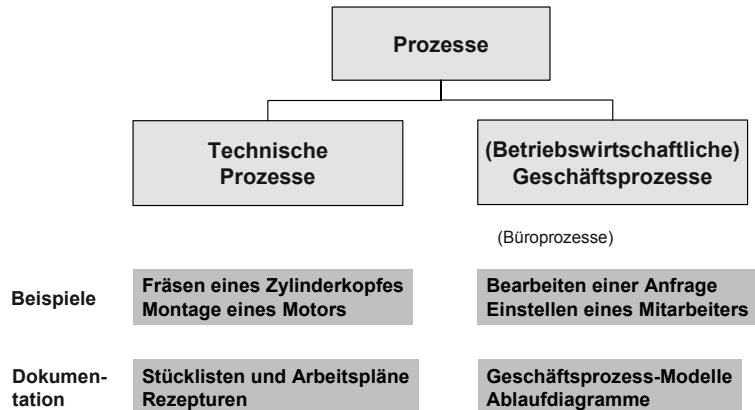 Prozesse
Technische
Prozesse
(Betriebswirtschaftliche)
Geschäftsprozesse
(Büroprozesse)
Beispiele
Fräsen eines Zylinderkopfes
Montage eines Motors
Bearbeiten einer Anfrage
Einstellen eines Mitarbeiters
Dokumen-
tation
Stücklisten und Arbeitspläne
Rezepturen
Geschäftsprozess-Modelle
Ablaufdiagramme